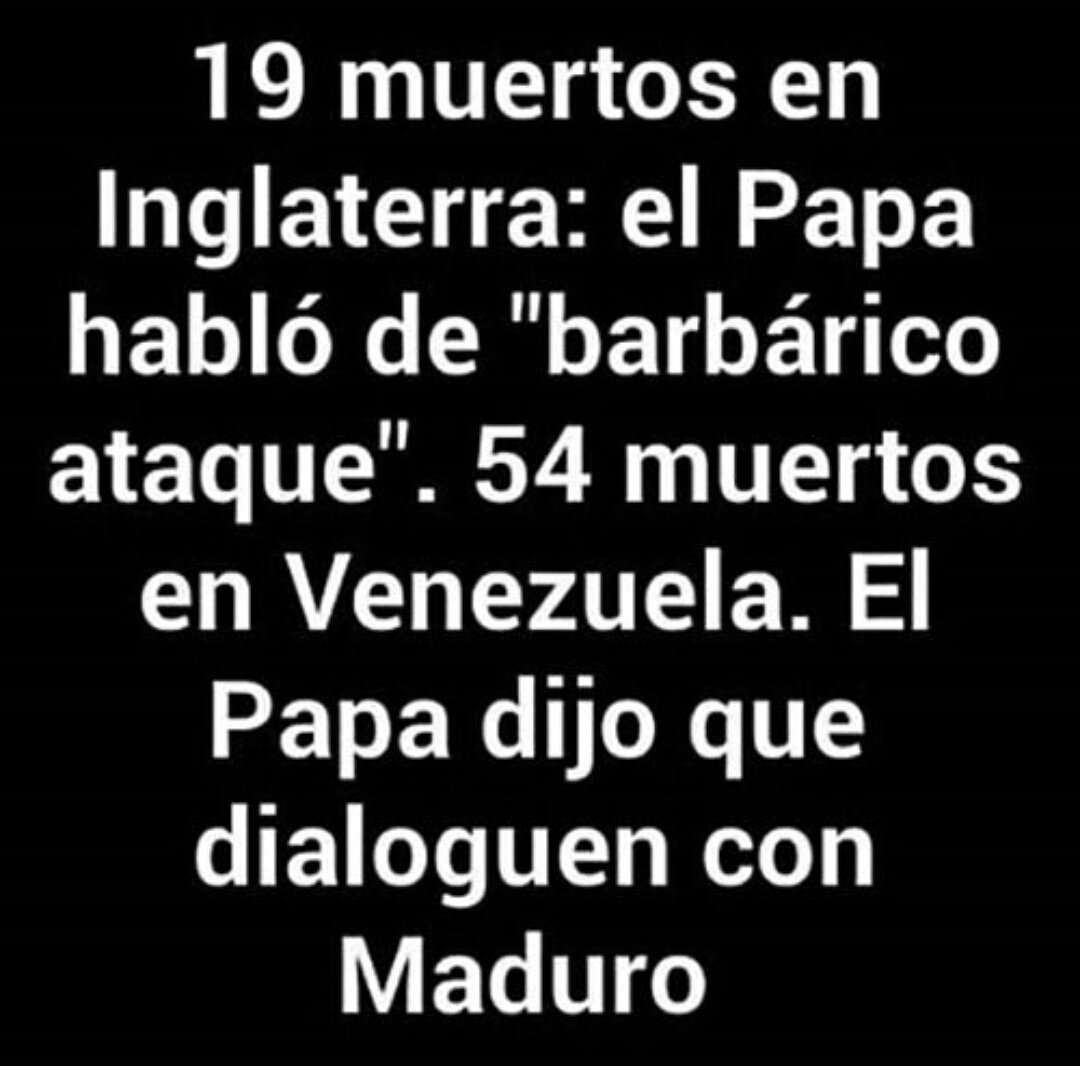 19 muertos en
Inglaterra: el Papa
habló de "barbárico
ataque". 54 muertos
en Venezuela. El
Papa dijo que
dialoguen con
Maduro